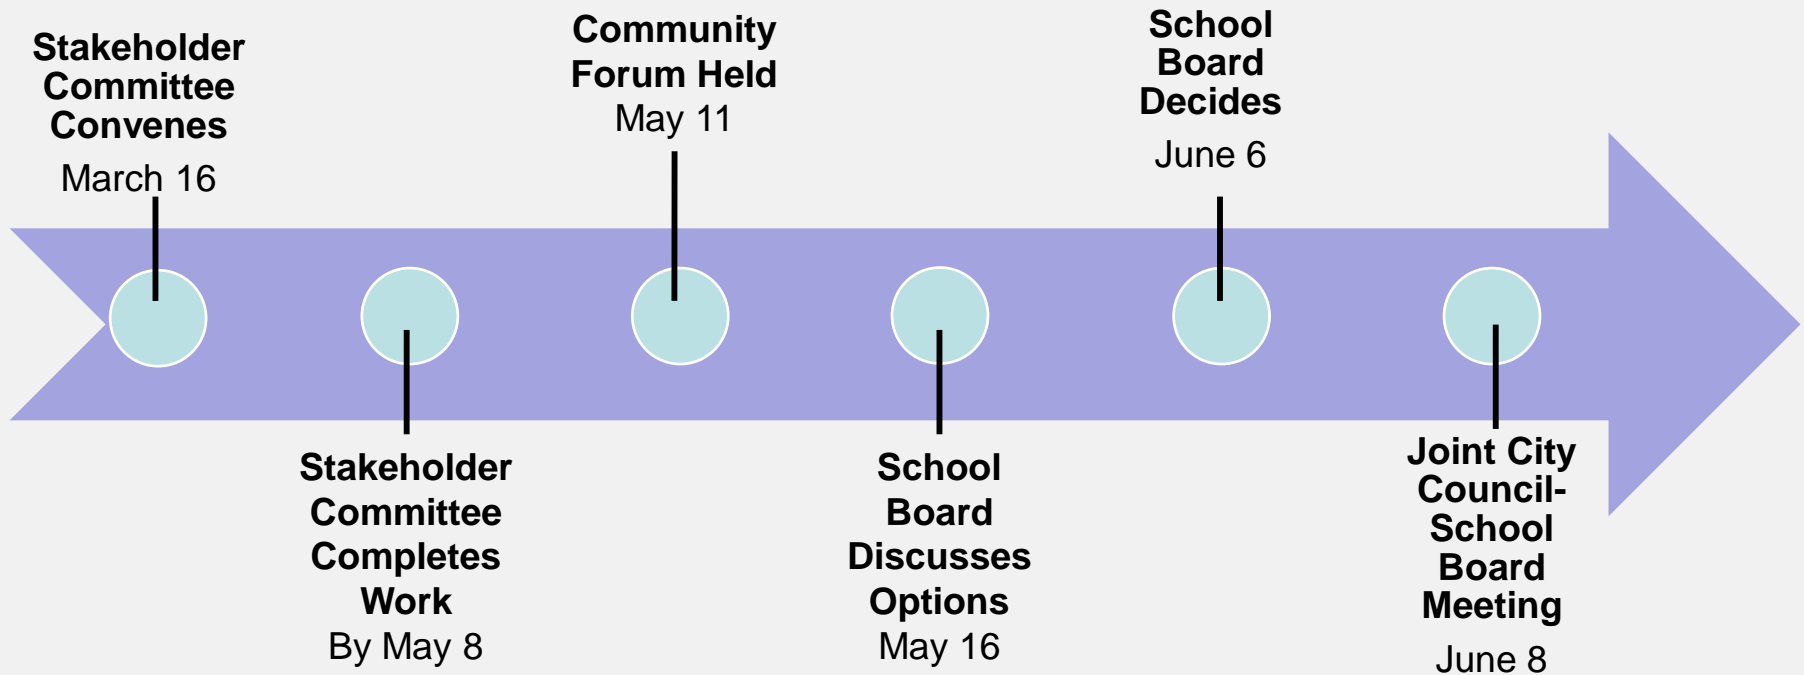 Stakeholder
Committee
Convenes
March 16
Stakeholder
Committee
Completes
Work
By May 8
Community
Forum Held
May 11
School
Board
Discusses
Options
May 16
School
Board
Decides
June 6
Joint City
Council-
School
Board
Meeting
June 8